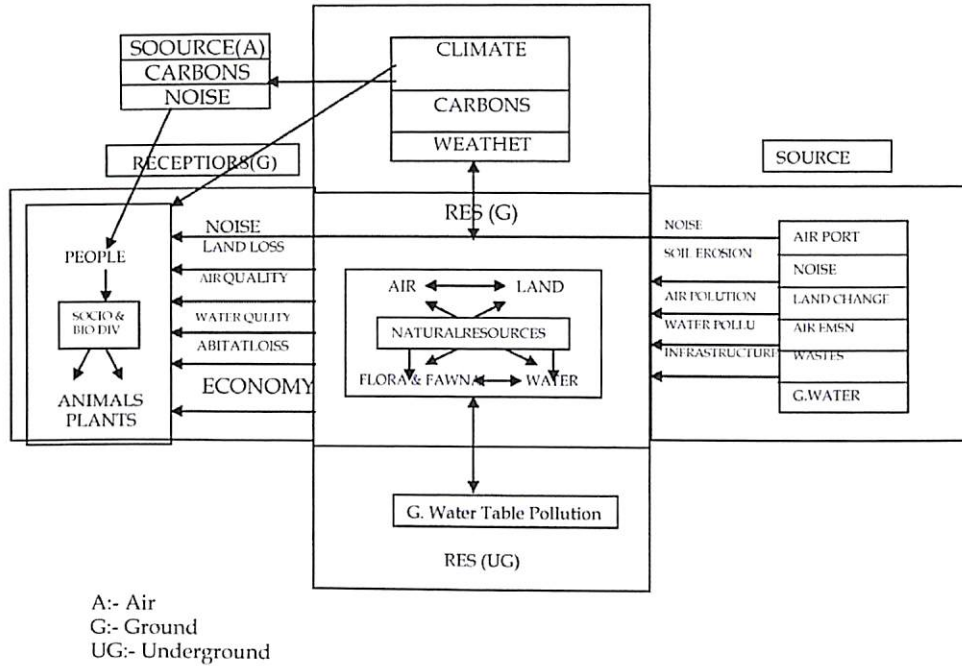 SOOURCE(A)
CARBONS
NOISE
CLIMATE
CARBONS
WEATHET
RECEPTIORS(G)
SOURCE
RES (G)
NOISE
LAND LOSS
AIR QUALITY
WATER QULITY
ABITATLOISS
ECONOMY
PEOPLE
SOCIO &
BIO DIV
ANIMALS
PLANTS
AIR
LAND
NATURALRESOURCES
FLORA & FAWNA
WATER
NOISE
SOIL EROSION
AIR POLUTION
WATER POLLU
INFRASTRUCTURE
AIR PORT
NOISE
LAND CHANGE
AIR EMSN
WASTES
G.WATER
G. Water Table Pollution
RES (UG)
A:- Air
G:- Ground
UG:- Underground